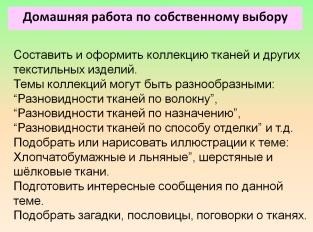 Домашняя работа по собственному выбору
Составить и оформить коллекцию тканей и других
текстильных изделий.
Темы коллекций могут быть разнообразными:
“Разновидности тканей по волокну”,
“Разновидности тканей по назначению”,
“Разновидности тканей по способу отделки” и т.д.
Подобрать или нарисовать иллюстрации к теме:
Хлопчатобумажные и льняные”, шерстяные и
шёлковые ткани.
Подготовить интересные сообщения по данной
теме.
Подобрать загадки, пословицы, поговорки о тканях.